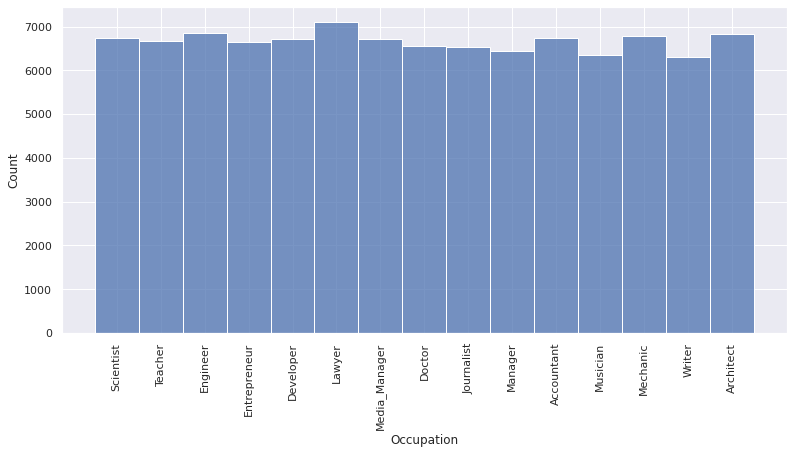 7000
6000
5000
4000
3000
2000
1000
0
Count
Scientist
Teacher
Engineer
Entrepreneur
Developer
Lawyer
Media_Manager
Doctor
Journalist
Manager
Accountant
Musician
Mechanic
Writer
Architect
Occupation